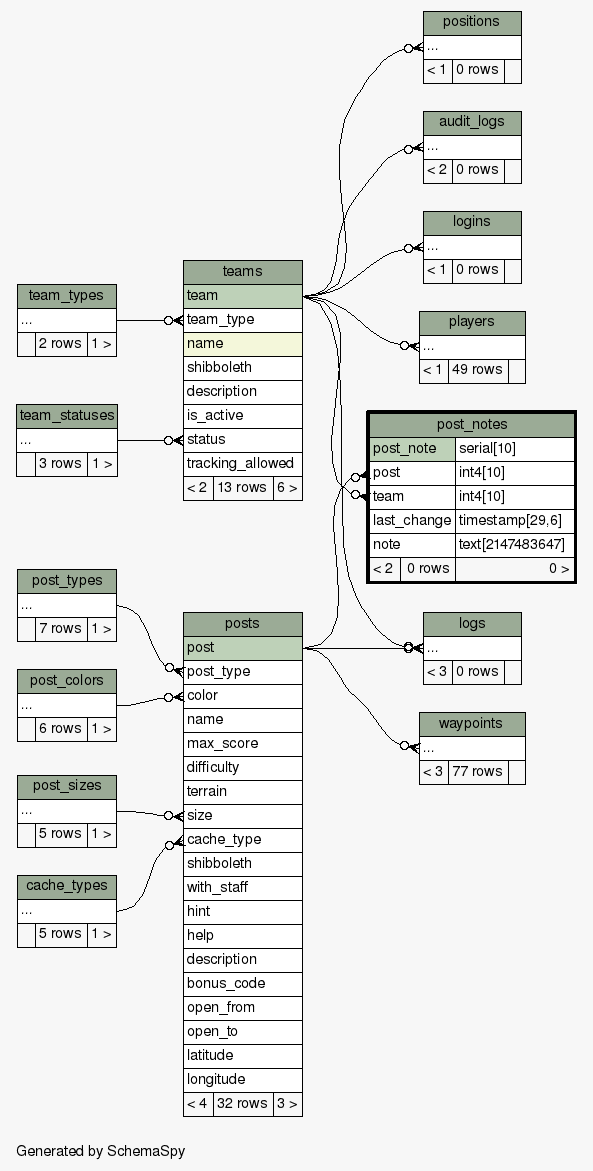 positions
...
< 1 0 rows
audit_logs
...
< 2 0 rows
logins
...
< 1 0 rows
players
...
< 1 49 rows
team_types
...
2 rows 1 >
team_statuses
...
3 rows 1 >
teams
team
team_type
name
shibboleth
description
is_active
status
tracking_allowed
< 2 13 rows 6 >
post_notes
post_note serial[10]
post int4[10]
team int4[10]
last_change timestamp[29,6]
note text[2147483647]
< 2 0 rows 0 >
post_types
...
7 rows 1 >
post_colors
...
6 rows 1 >
post_sizes
...
5 rows 1 >
cache_types
...
5 rows 1 >
posts
post
post_type
color
name
max_score
difficulty
terrain
size
cache_type
shibboleth
with_staff
hint
help
description
bonus_code
open_from
open_to
latitude
longitude
< 4 32 rows 3 >
logs
...
< 3 0 rows
waypoints
...
< 3 77 rows
Generated by SchemaSpy